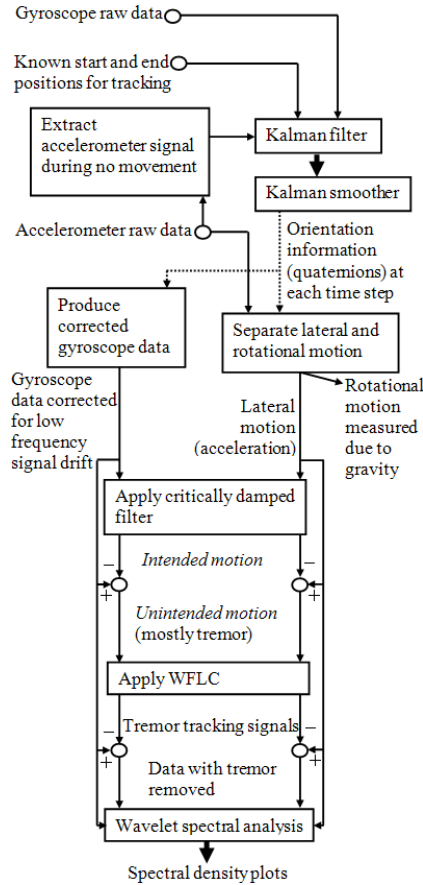 Gyroscope raw data
Known start and end
positions for tracking
Extract
accelerometer signal
during no movement
Kalman filter
Kalman smoother
Accelerometer raw data
Orientation
information
(quaternions) at
each time step
Produce
corrected
gyroscope data
Separate lateral and
rotational motion
Gyroscope
data corrected
for low
frequency
signal drift
Lateral
motion
(acceleration)
Rotational
motion
measured
due to
gravity
Apply critically damped
filter
– Intended motion –
+ +
Unintended motion
(mostly tremor)
Apply WFLC
– Tremor tracking signals –
+ +
Data with tremor
removed
Wavelet spectral analysis
Spectral density plots